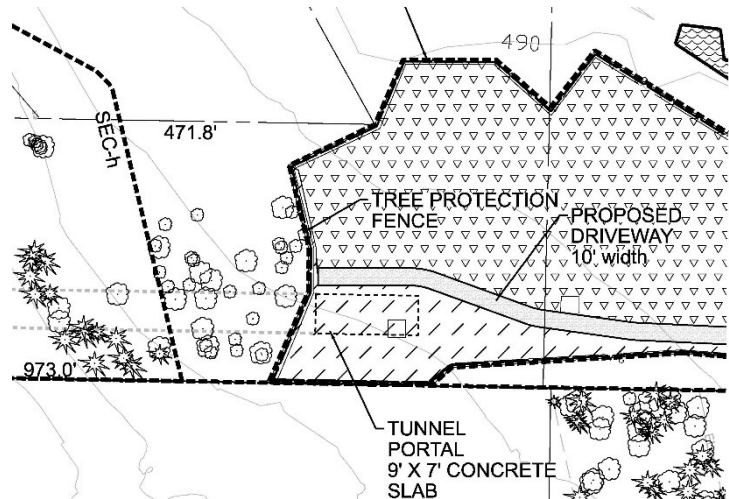 490
471.8'
SEC-h
TREE PROTECTION
FENCE
PROPOSED
DRIVEWAY
10' width
973.0'
TUNNEL
PORTAL
9' X 7' CONCRETE
SLAB